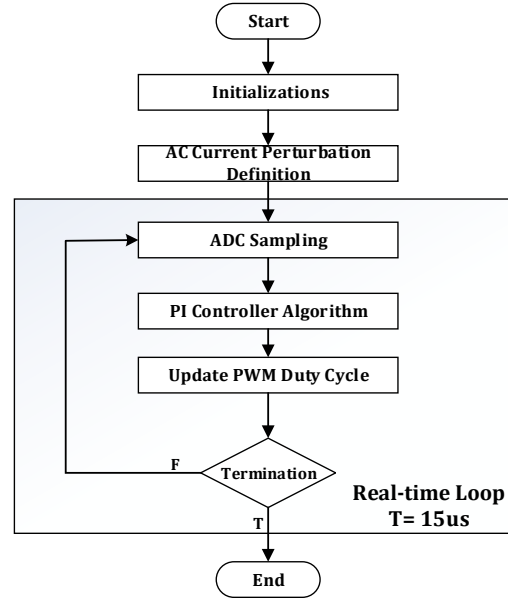 Start
Initializations
AC Current Perturbation
Definition
ADC Sampling
PI Controller Algorithm
Update PWM Duty Cycle
Termination
F
T
Real-time Loop
T= 15us
End